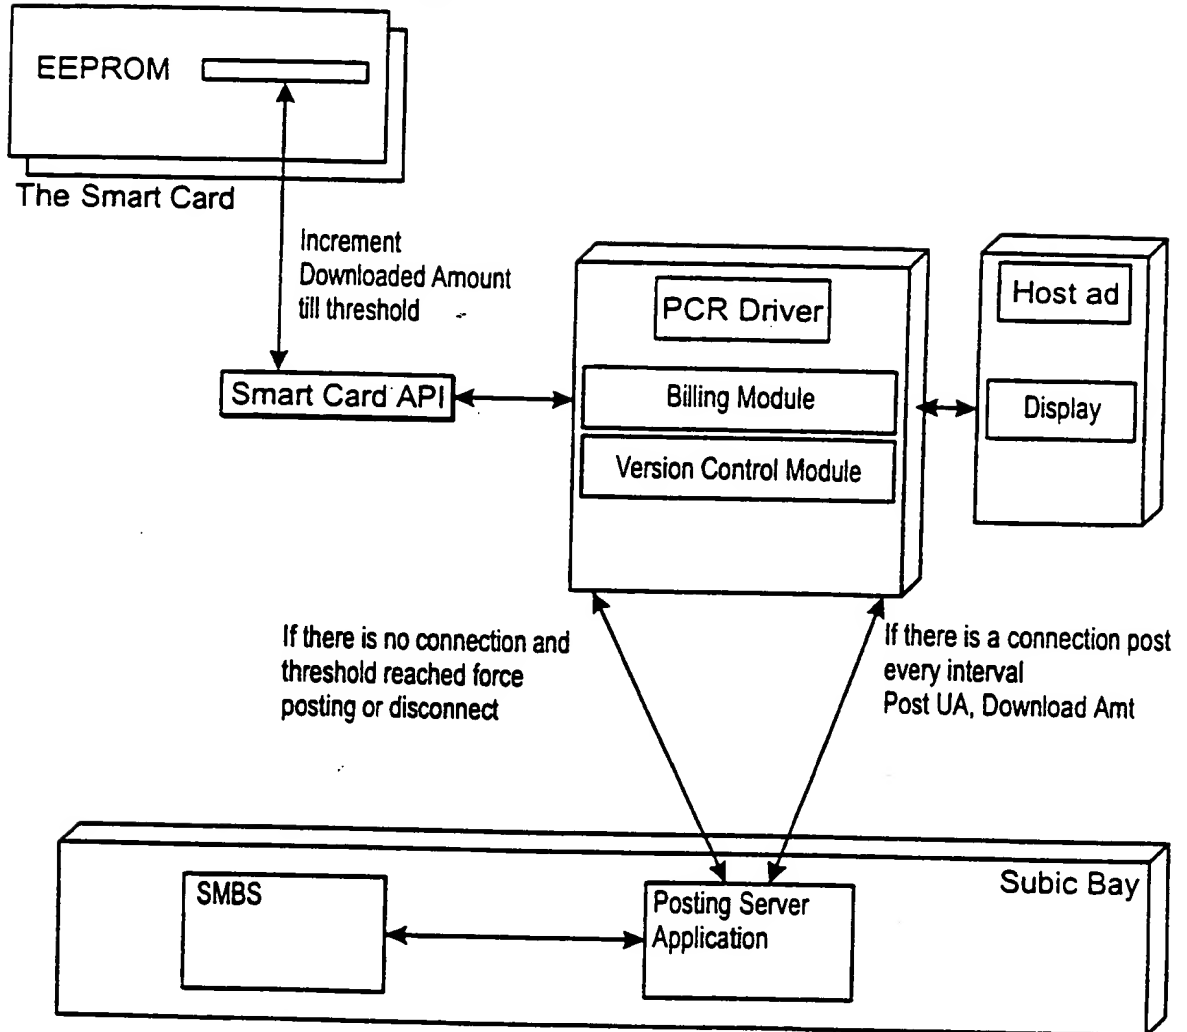 EEPROM
The Smart Card
Increment
Downloaded Amount
till threshold
Smart Card API
PCR Driver
Billing Module
Version Control Module
Host ad
Display
If there is no connection and
threshold reached force
posting or disconnect
If there is a connection post
every interval
Post UA, Download Amt
Subic Bay
SMBS
Posting Server
Application